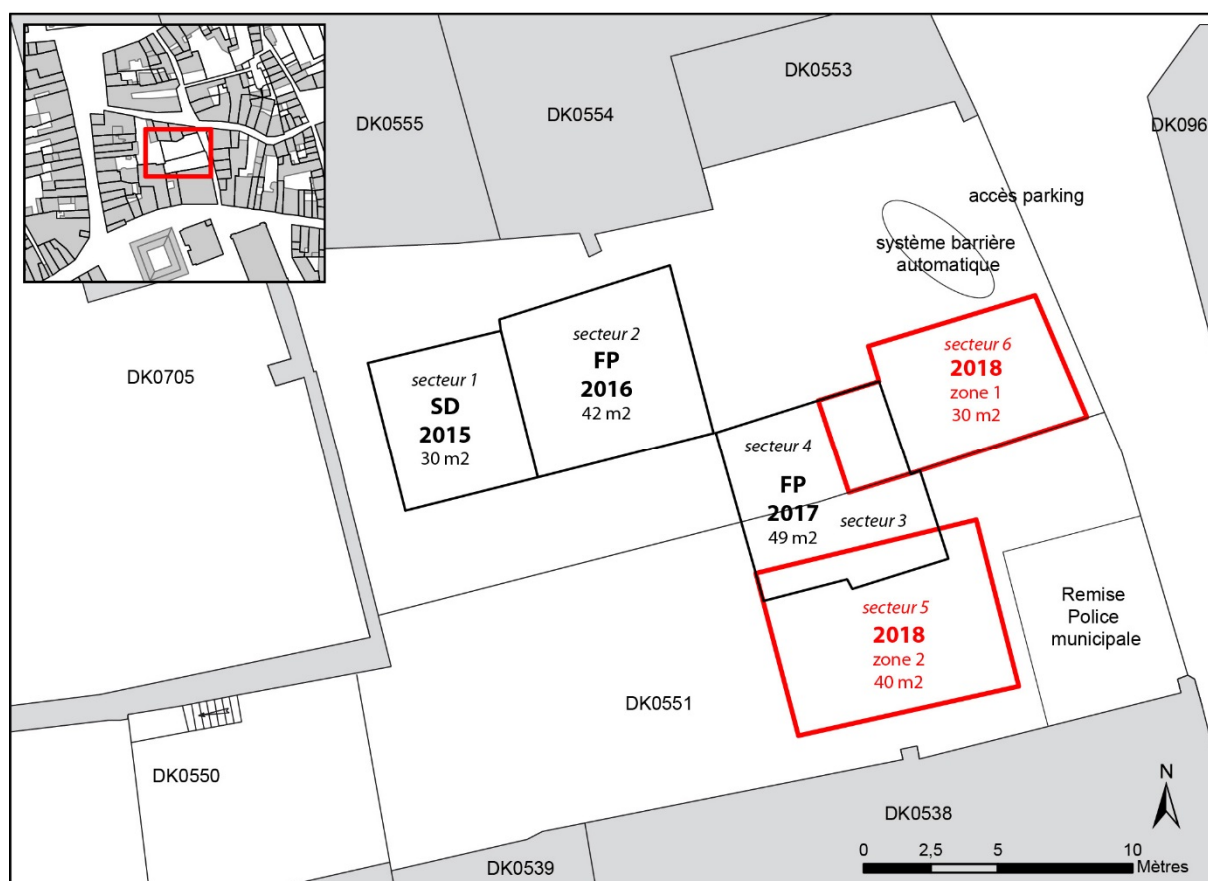 DK0553
DK0554
DK0555
DK096
accès parking
système barrière
automatique
secteur 2
FP
2016
42 m2
secteur 1
SD
2015
30 m2
secteur 6
2018
zone 1
30 m2
DK0705
secteur 4
FP
2017
49 m2
secteur 3
secteur 5
2018
zone 2
40 m2
Remise
Police
municipale
DK0551
DK0550
N
DK0538
DK0539
0 2,5 5 10
Mètres